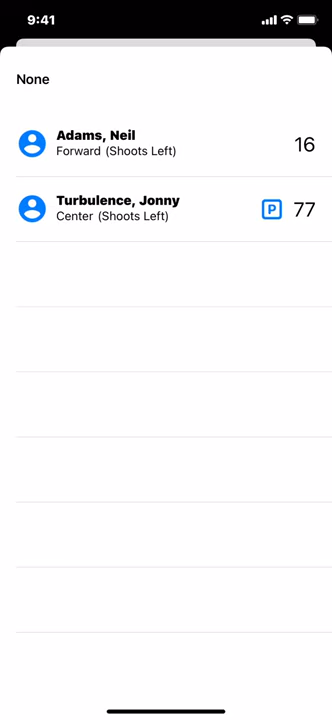 9:41
None
Adams, Neil
Forward (Shoots Left)
16
Turbulence, Jonny
Center (Shoots Left)
P
77